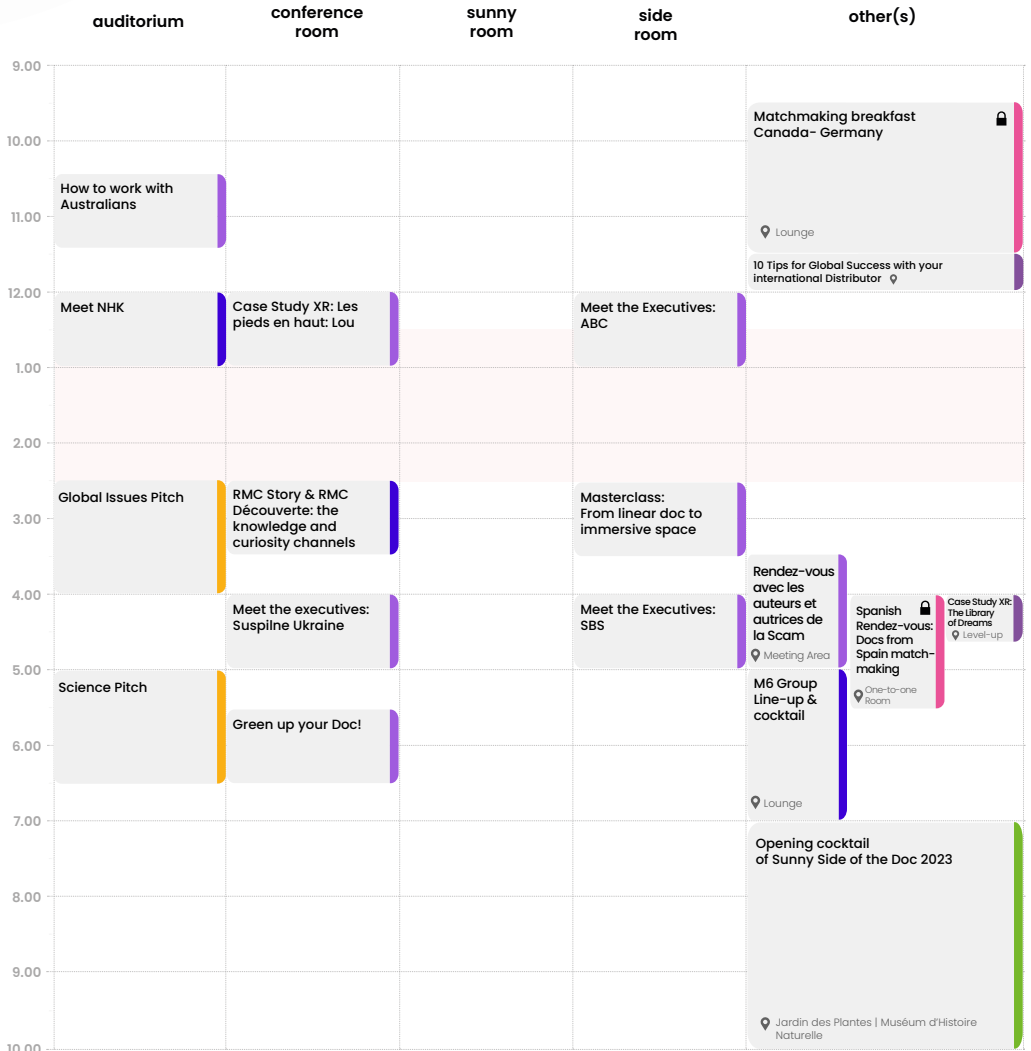 auditorium
conference
room
sunny
room
side
room
other(s)
9.00
10.00
11.00
12.00
1.00
2.00
3.00
4.00
5.00
6.00
7.00
8.00
9.00
10.00
How to work with
Australians
Meet NHK
Global Issues Pitch
Science Pitch
Case Study XR: Les
pieds en haut: Lou
RMC Story & RMC
Découverte: the
knowledge and
curiosity channels
Meet the executives:
Suspilne Ukraine
Green up your Doc!
Meet the Executives:
ABC
Masterclass:
From linear doc to
immersive space
Meet the Executives:
SBS
Matchmaking breakfast
Canada- Germany
Lounge
10 Tips for Global Success with your
international Distributor
Rendez-vous
avec les
auteurs et
autrices de
la Scam
Meeting Area
Spanish
Rendez-vous:
Docs from
Spain match-
making
One-to-one
Room
Case Study XR:
The Library
of Dreams
Level-up
M6 Group
Line-up &
cocktail
Lounge
Opening cocktail
of Sunny Side of the Doc 2023
Jardin des Plantes | Muséum d'Histoire
Naturelle